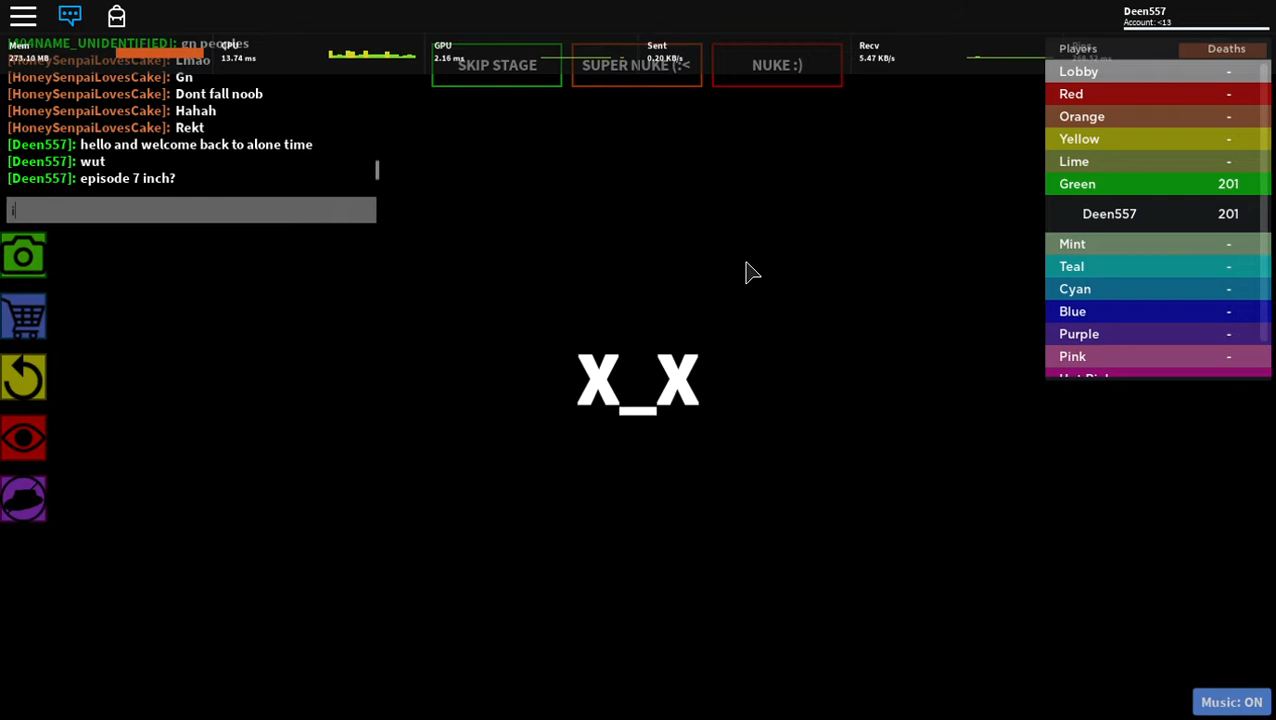 Deen557
Account: <13
[404NAME_UNIDENTIFIED]: gn peoples
[HoneySenpaiLovesCake]: Lmao
[HoneySenpaiLovesCake]: Gn
[HoneySenpaiLovesCake]: Dont fall noob
[HoneySenpaiLovesCake]: Hahah
[HoneySenpaiLovesCake]: Rekt
[Deen557]: hello and welcome back to alone time
[Deen557]: wut
[Deen557]: episode 7 inch?
i
Mem
273.10 MB
CPU
13.74 ms
GPU
2.16 ms
Sent
0.20 KB/s
Recv
5.47 KB/s
SKIP STAGE
SUPER NUKE (:<
NUKE :)
Players Deaths
Lobby -
Red -
Orange -
Yellow -
Lime -
Green 201
Deen557 201
Mint -
Teal -
Cyan -
Blue -
Purple -
Pink -
X_X
Music: ON